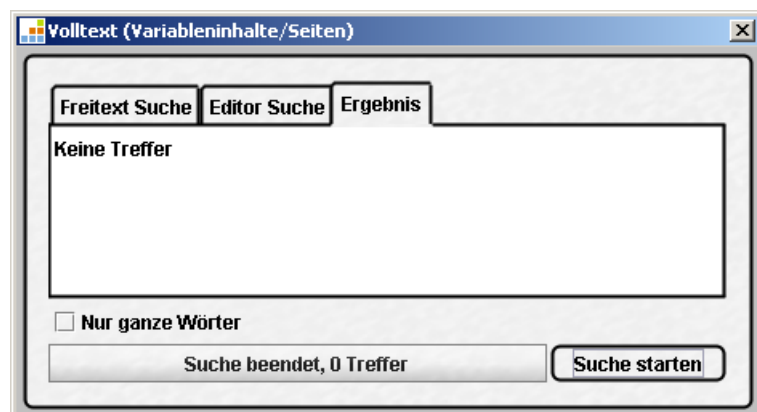 Volltext (Variableninhalte/Seiten)
Freitext Suche Editor Suche Ergebnis
Keine Treffer
Nur ganze Wörter
Suche beendet, 0 Treffer Suche starten